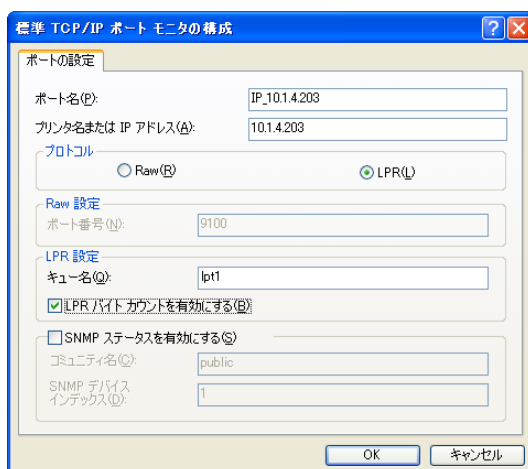 標準 TCP/IP ポート モニタの構成
ポートの設定
ポート名(P): IP_10.1.4.203
プリンタ名または IP アドレス(A): 10.1.4.203
プロトコル
Raw(R) LPR(L)
Raw 設定
ポート番号(N): 9100
LPR 設定
キュー名(Q): lpt1
LPR バイト カウントを有効にする(B)
SNMP ステータスを有効にする(S)
コミュニティ名(C): public
SNMP デバイス
インデックス(D): 1
OK キャンセル